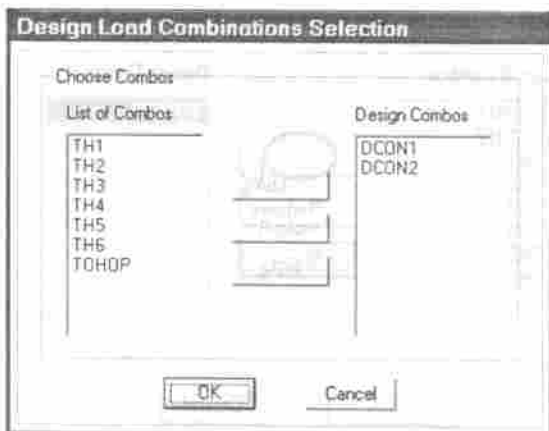 Design Load Combinations Selection
Choose Combos
List of Combos
Design Combos
TH1
TH2
TH3
TH4
TH5
TH6
TOHOP
DCON1
DCON2
OK
Cancel